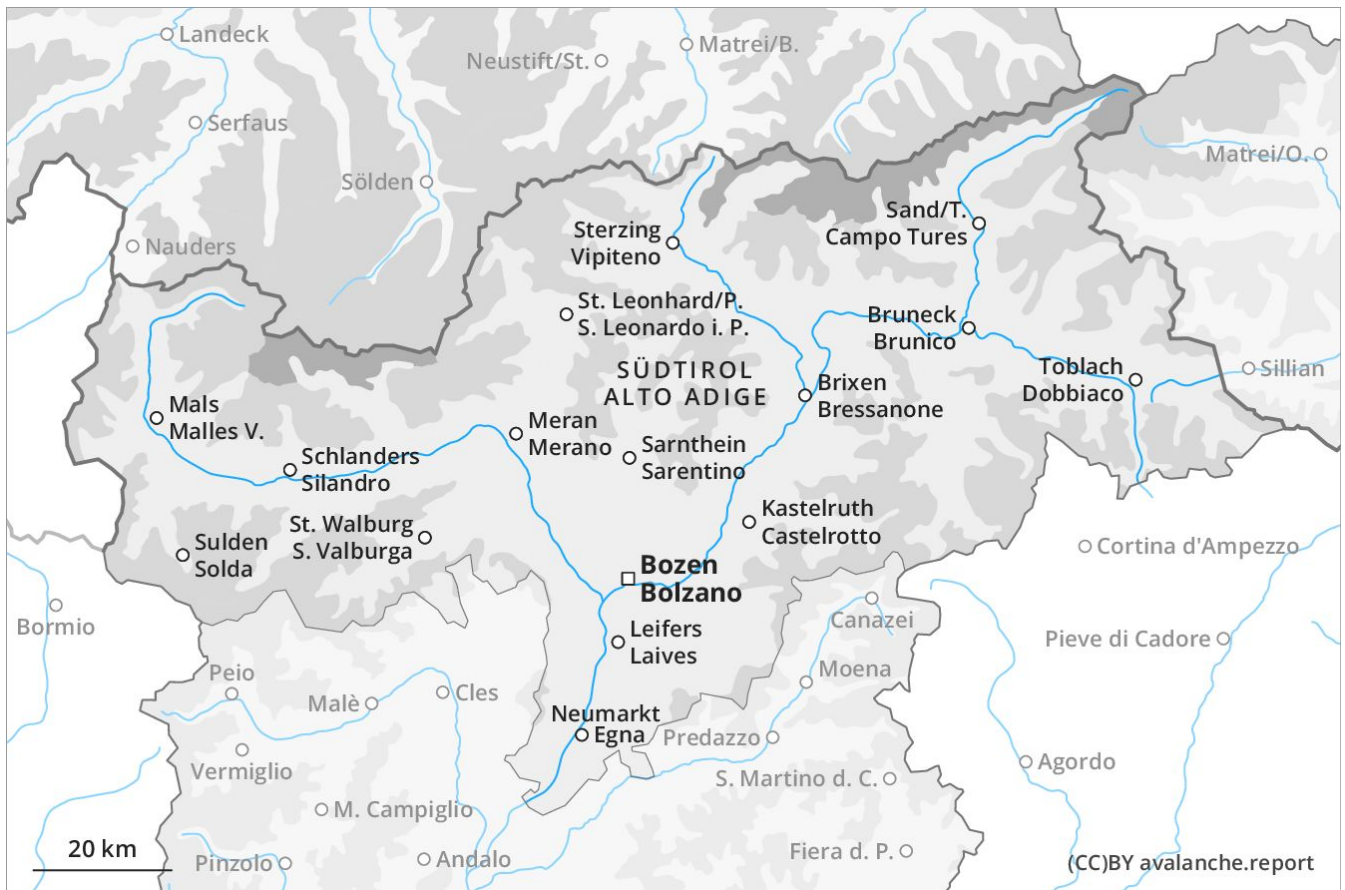 Landeck
Matrei/B.
Neustift/St.
Serfaus
Matrei/O.
Sölden
Sand/T.
Campo Tures
Sterzing
Vipiteno
Nauders
St. Leonhard/P.
S. Leonardo i. P.
Bruneck
Brunico
SÜDTIROL
ALTO ADIGE
Toblach
Dobbiaco
Sillian
Brixen
Bressanone
Mals
Malles V.
Meran
Merano
Sarnthein
Sarentino
Schlanders
Silandro
Kastelruth
Castelrotto
St. Walburg
S. Valburga
Sulden
Solda
Cortina d'Ampezzo
Bozen
Bolzano
Bormio
Canazei
Leifers
Laives
Pieve di Cadore
Peio
Moena
Malè
Cles
Neumarkt
Egna
Predazzo
Vermiglio
Agordo
S. Martino d. C.
M. Campiglio
20 km
Pinzolo
Andalo
Fiera d. P.
(CC)BY avalanche.report